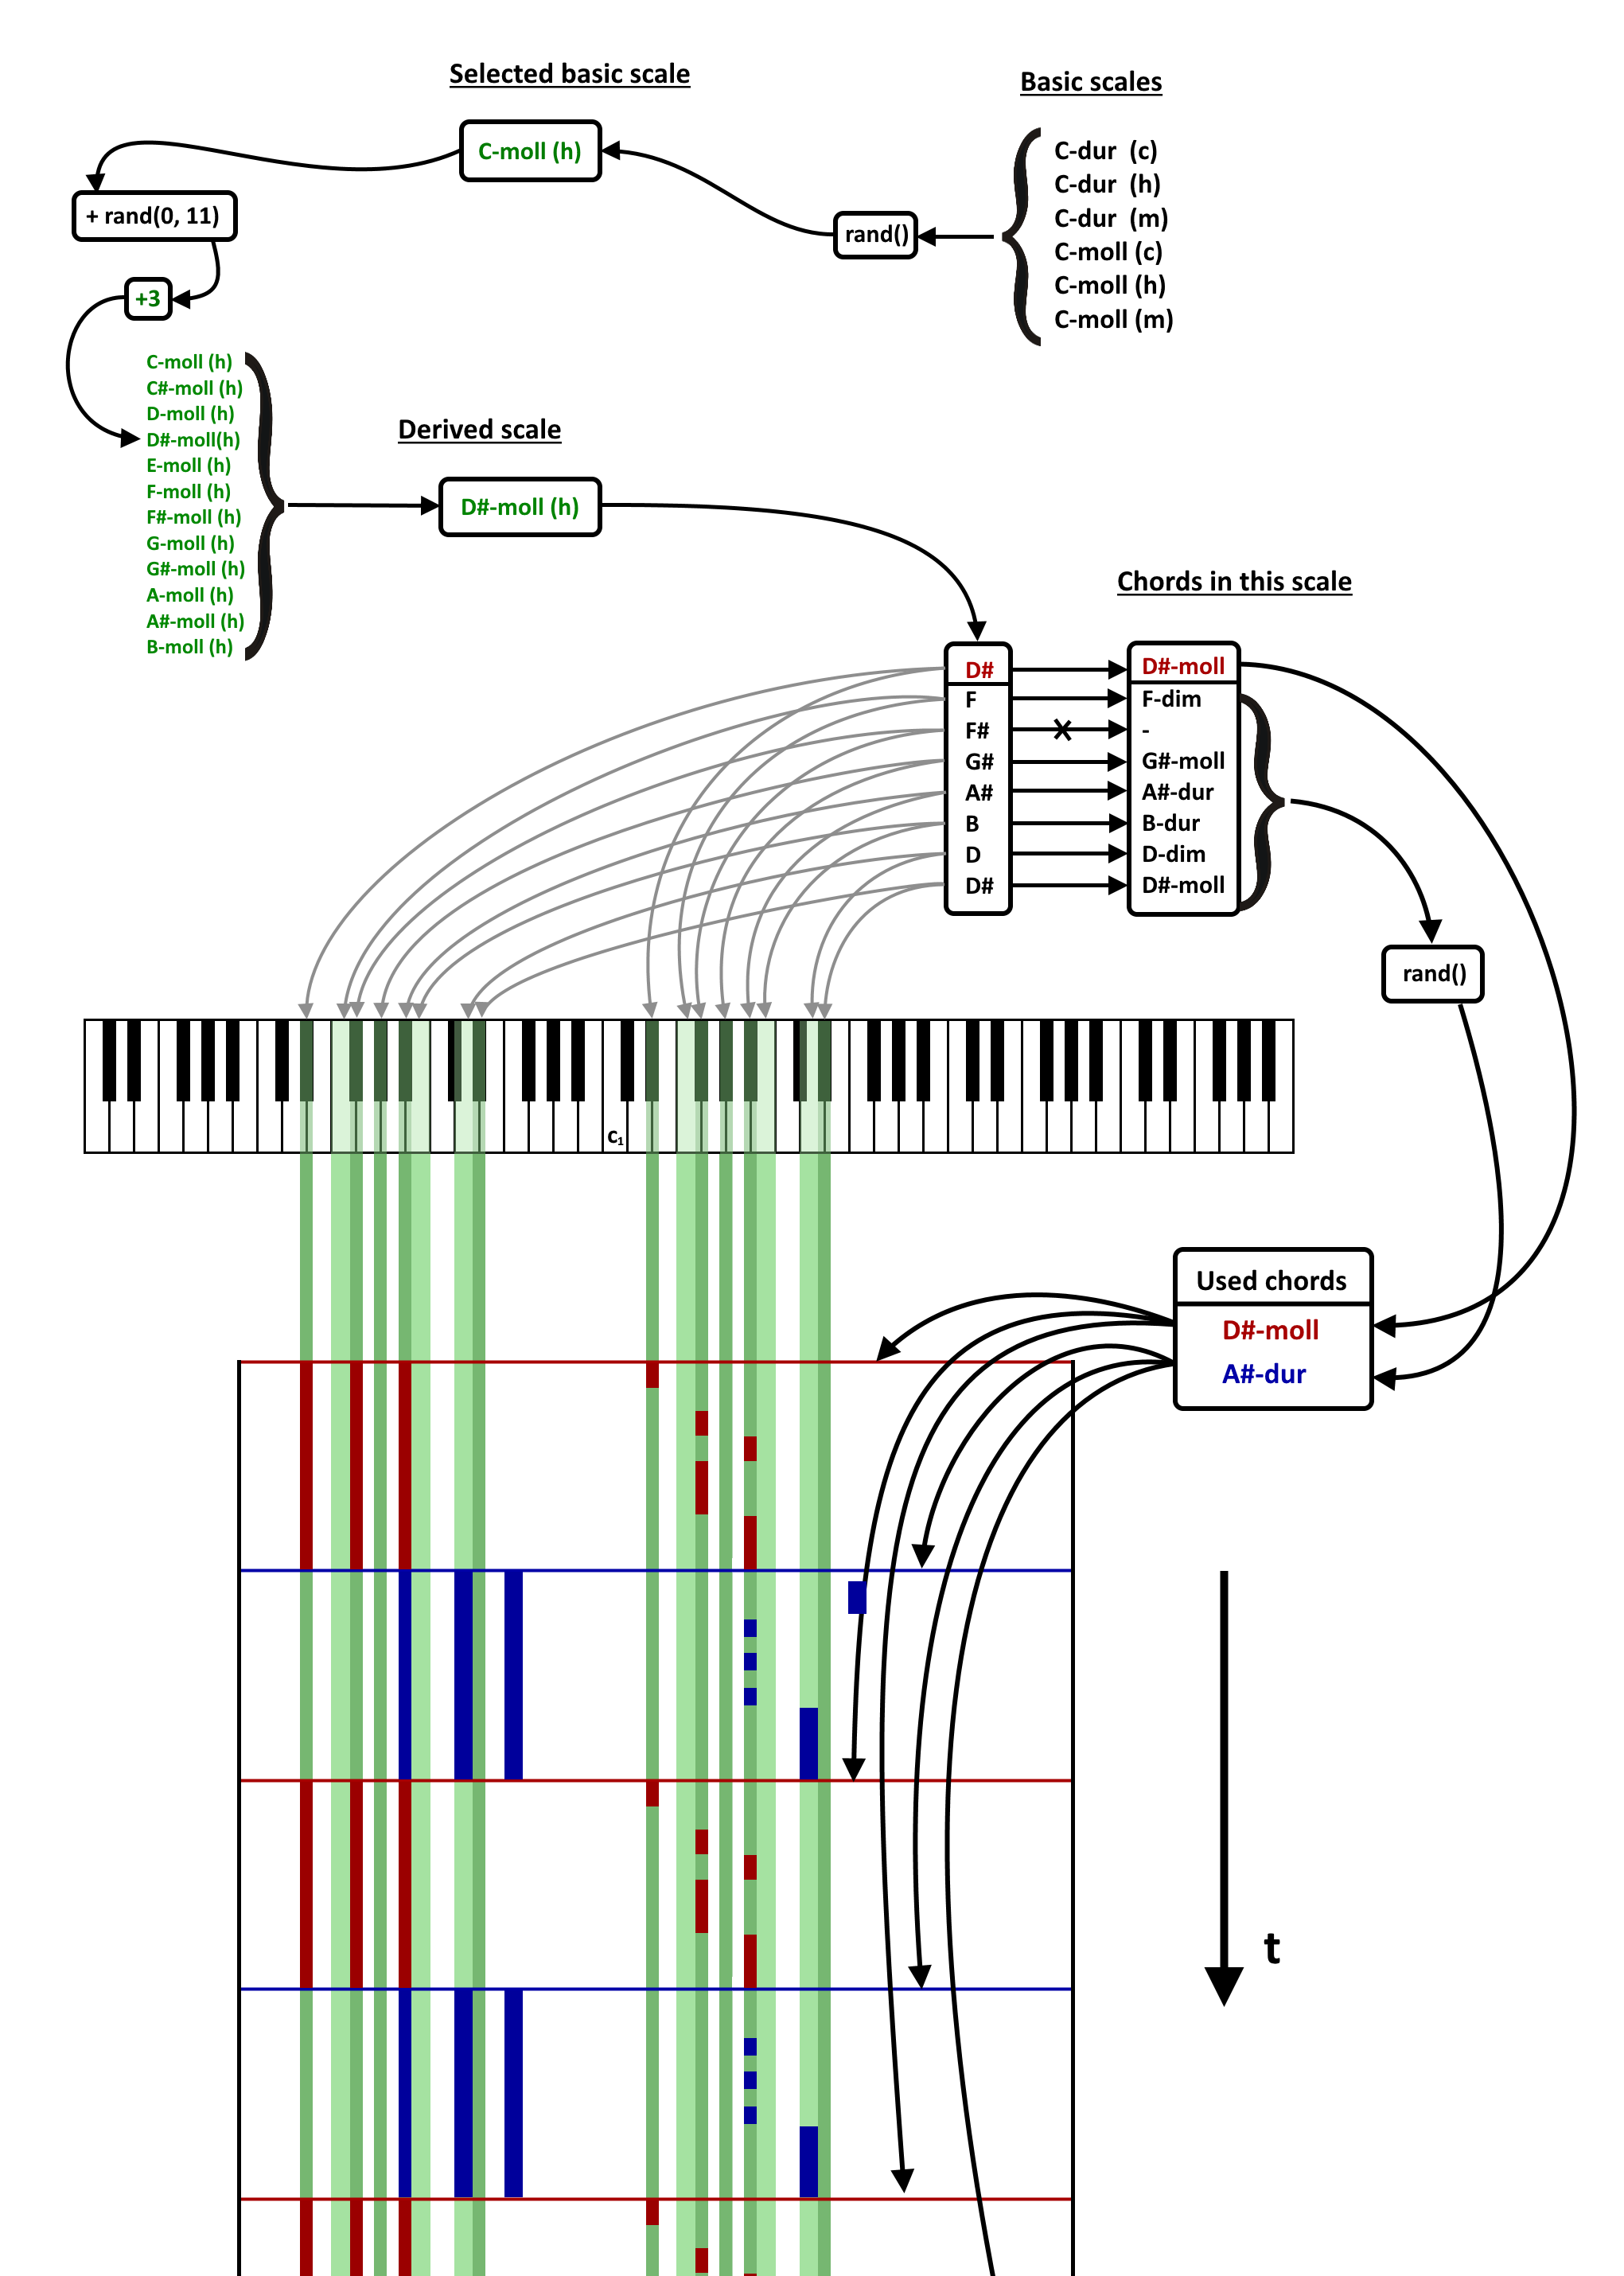 Selected basic scale
Basic scales
C-moll (h)
C-dur (c)
C-dur (h)
C-dur (m)
C-moll (c)
C-moll (h)
C-moll (m)
rand()
+ rand(0, 11)
+3
C-moll (h)
C#-moll (h)
D-moll (h)
D#-moll(h)
E-moll (h)
F-moll (h)
F#-moll (h)
G-moll (h)
G#-moll (h)
A-moll (h)
A#-moll (h)
B-moll (h)
Derived scale
D#-moll (h)
Chords in this scale
D# D#-moll
F F-dim
F# -
G# G#-moll
A# A#-dur
B B-dur
D D-dim
D# D#-moll
rand()
c1
Used chords
D#-moll
A#-dur
t